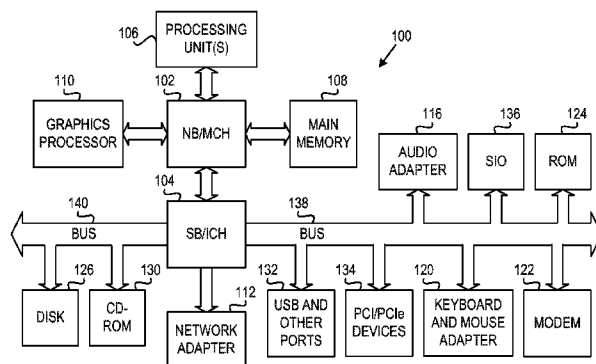 106
PROCESSING
UNIT(S)
100
110
102
108
GRAPHICS
PROCESSOR
NB/MCH
MAIN
MEMORY
116
136
124
AUDIO
ADAPTER
SIO
ROM
104
140
138
BUS
SB/ICH
BUS
126
130
112
132
134
120
122
DISK
CD-
ROM
NETWORK
ADAPTER
USB AND
OTHER
PORTS
PCI/PCIe
DEVICES
KEYBOARD
AND MOUSE
ADAPTER
MODEM